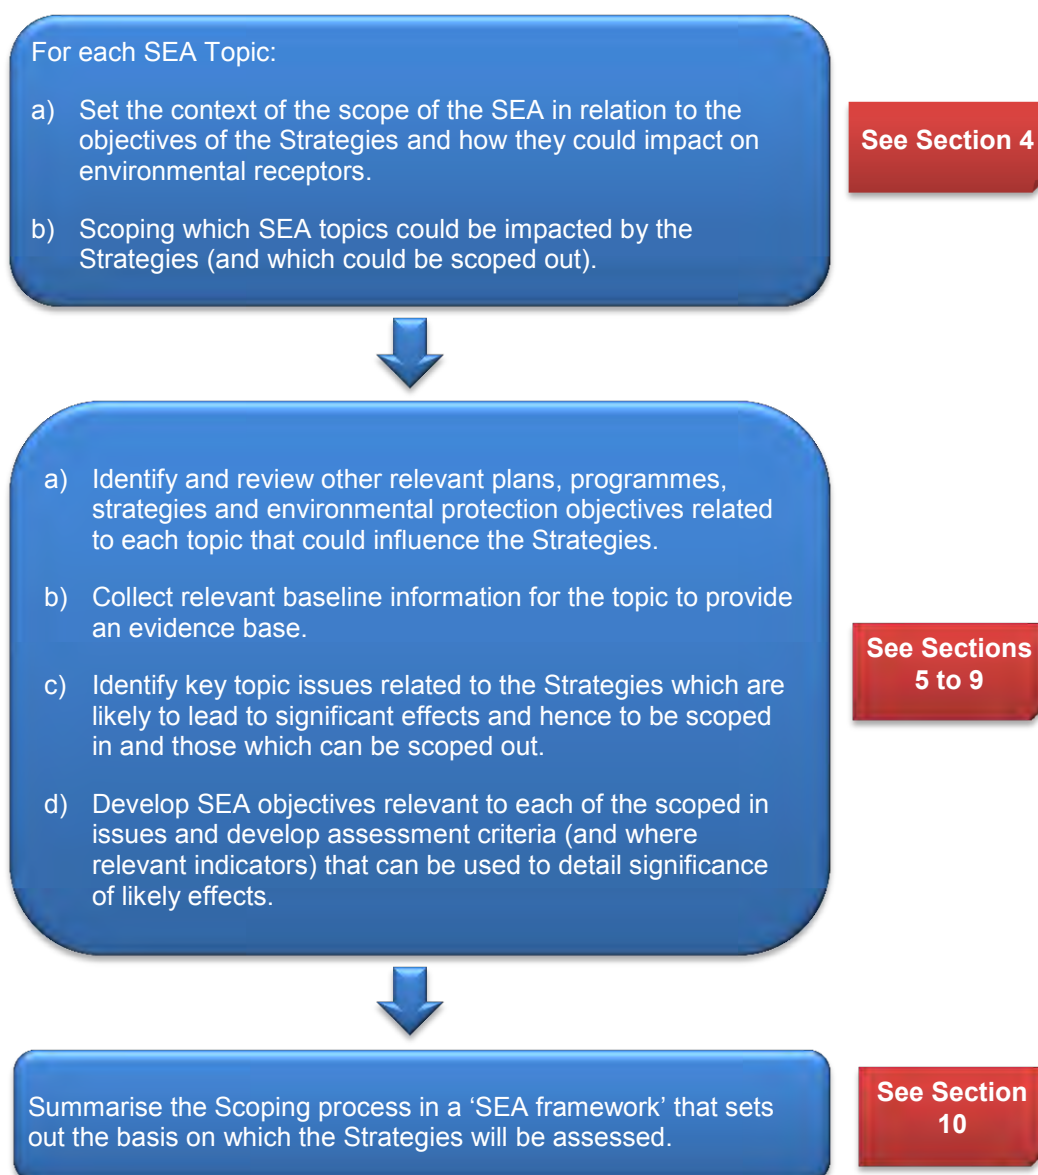 For each SEA Topic:
a) Set the context of the scope of the SEA in relation to the
objectives of the Strategies and how they could impact on
environmental receptors.
b) Scoping which SEA topics could be impacted by the
Strategies (and which could be scoped out).
See Section 4
a) Identify and review other relevant plans, programmes,
strategies and environmental protection objectives related
to each topic that could influence the Strategies.
b) Collect relevant baseline information for the topic to provide
an evidence base.
c) Identify key topic issues related to the Strategies which are
likely to lead to significant effects and hence to be scoped
in and those which can be scoped out.
d) Develop SEA objectives relevant to each of the scoped in
issues and develop assessment criteria (and where
relevant indicators) that can be used to detail significance
of likely effects.
See Sections
5 to 9
Summarise the Scoping process in a ‘SEA framework’ that sets
out the basis on which the Strategies will be assessed.
See Section
10